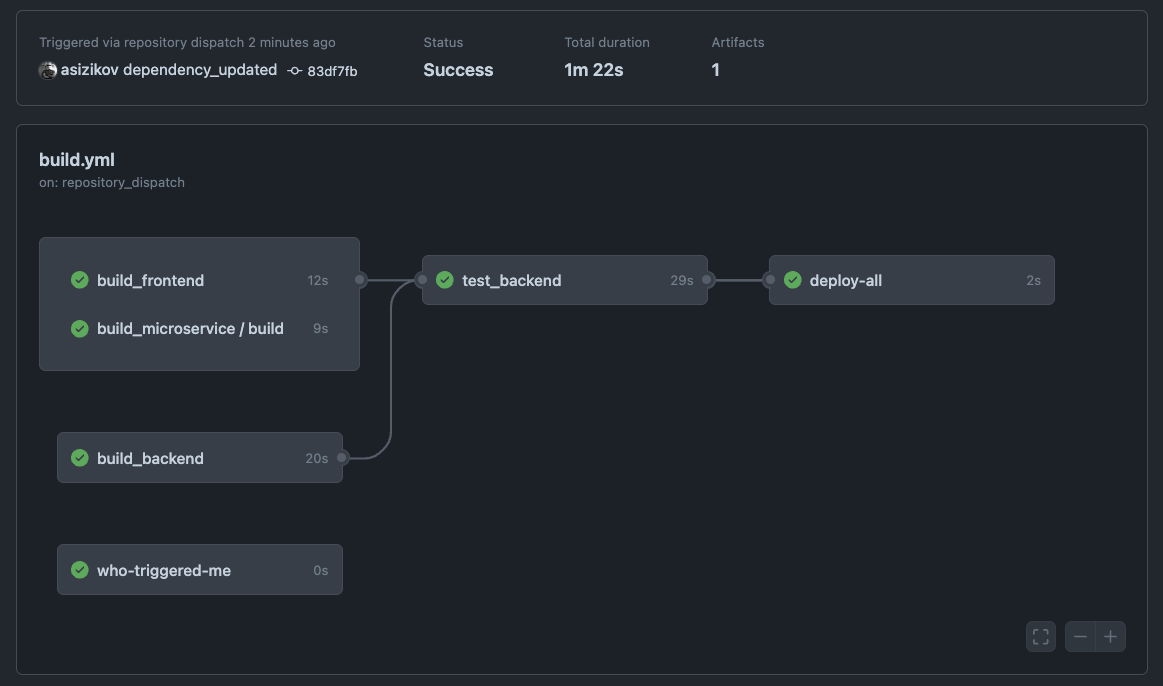 Triggered via repository dispatch 2 minutes ago
asizikov dependency_updated 83df7fb
Status
Success
Total duration
1m 22s
Artifacts
1
build.yml
on: repository_dispatch
build_frontend 12s
build_microservice / build 9s
test_backend 29s
deploy-all 2s
build_backend 20s
who-triggered-me 0s